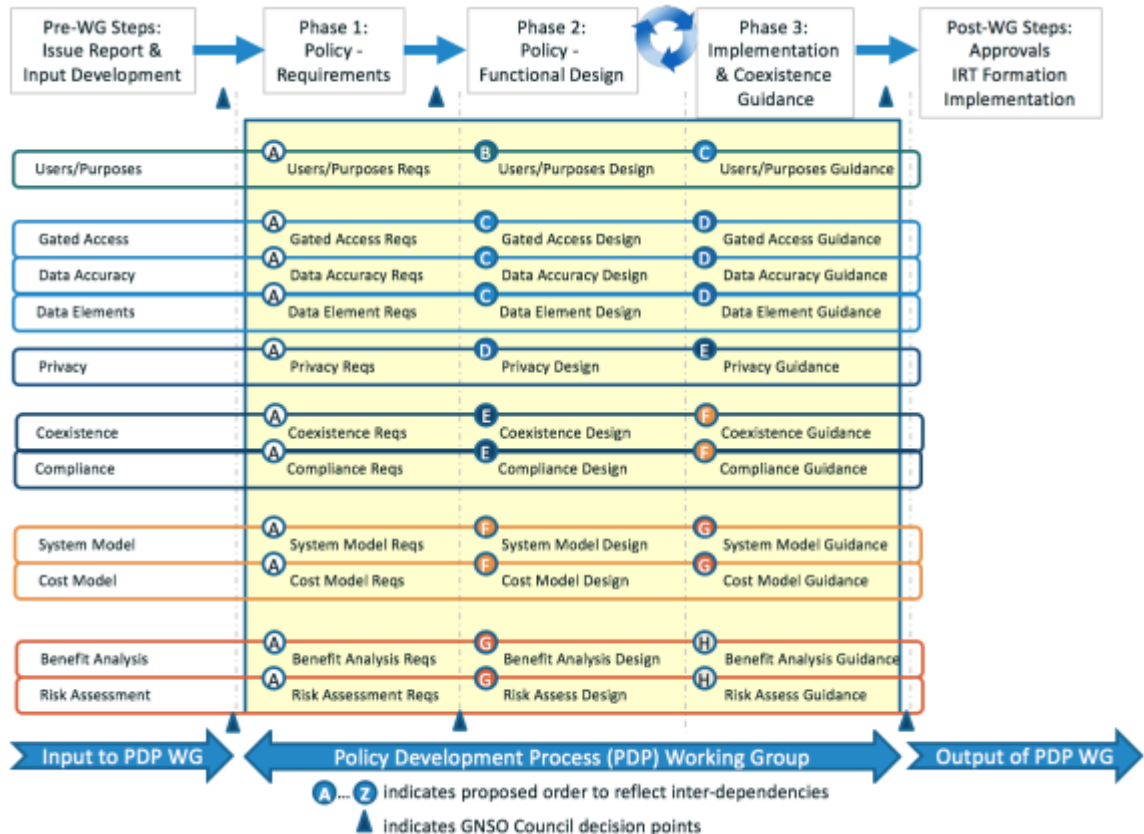 Pre-WG Steps:
Issue Report &
Input Development
Phase 1:
Policy -
Requirements
Phase 2:
Policy -
Functional Design
Phase 3:
Implementation
& Coexistence
Guidance
Post-WG Steps:
Approvals
IRT Formation
Implementation
A B C
Users/Purposes Users/Purposes Reqs Users/Purposes Design Users/Purposes Guidance
A C D
Gated Access Gated Access Reqs Gated Access Design Gated Access Guidance
A C D
Data Accuracy Data Accuracy Reqs Data Accuracy Design Data Accuracy Guidance
A C D
Data Elements Data Element Reqs Data Element Design Data Element Guidance
A D E
Privacy Privacy Reqs Privacy Design Privacy Guidance
A E F
Coexistence Coexistence Reqs Coexistence Design Coexistence Guidance
A E F
Compliance Compliance Reqs Compliance Design Compliance Guidance
A F G
System Model System Model Reqs System Model Design System Model Guidance
A F G
Cost Model Cost Model Reqs Cost Model Design Cost Model Guidance
A G H
Benefit Analysis Benefit Analysis Reqs Benefit Analysis Design Benefit Analysis Guidance
A G H
Risk Assessment Risk Assessment Reqs Risk Assess Design Risk Assess Guidance
Input to PDP WG Policy Development Process (PDP) Working Group Output of PDP WG
A ... Z indicates proposed order to reflect inter-dependencies
indicates GNSO Council decision points